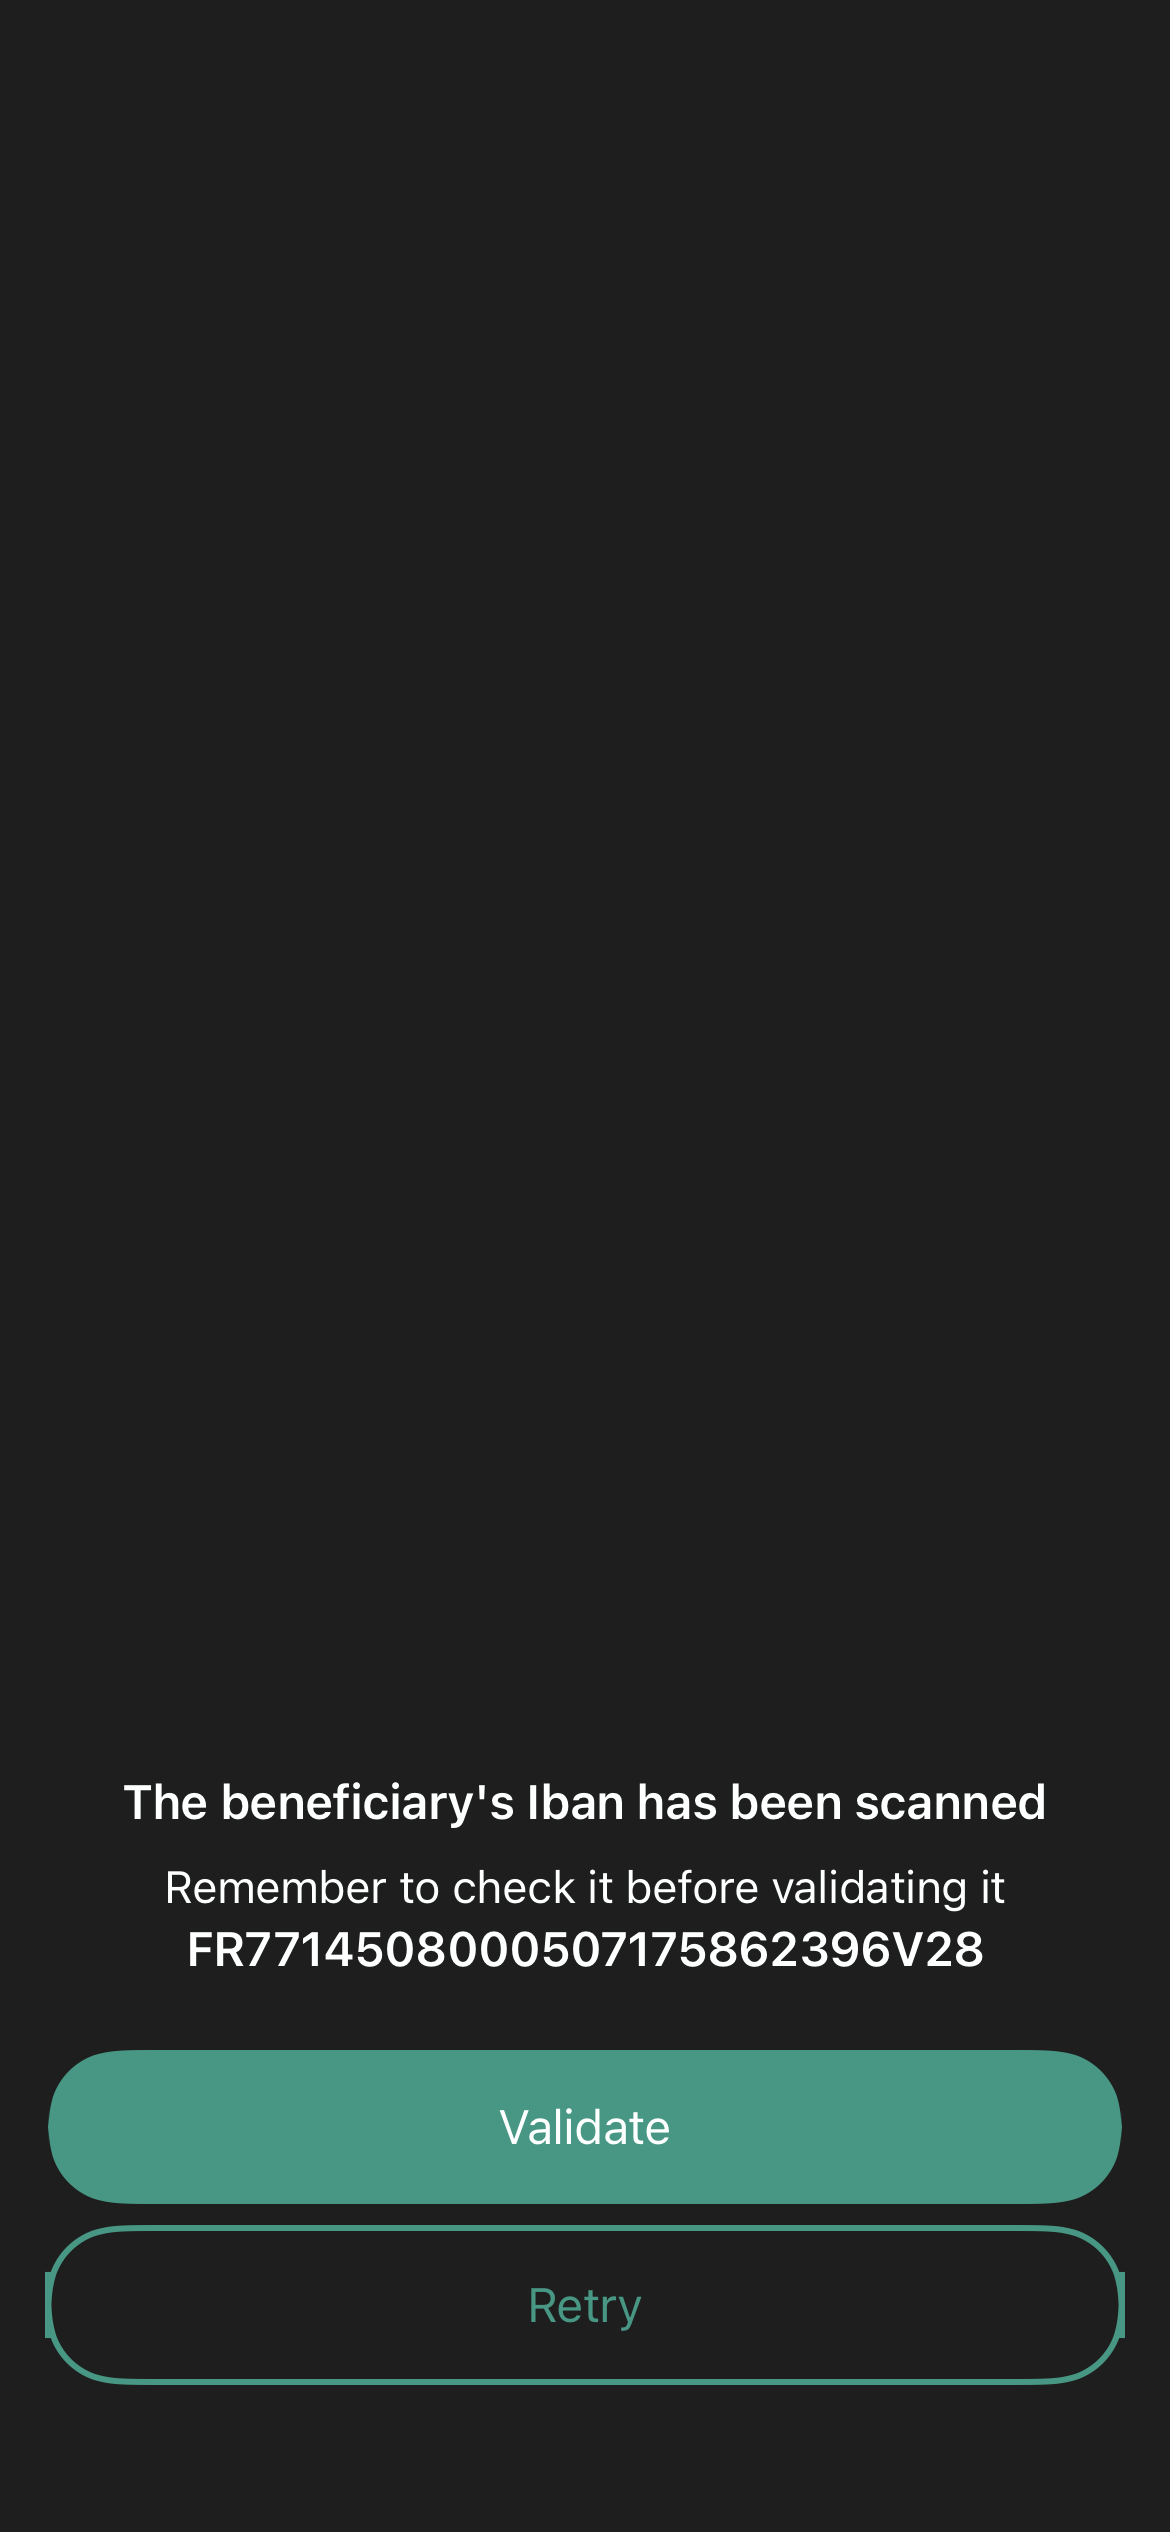 The beneficiary's Iban has been scanned
Remember to check it before validating it
FR7714508000507175862396V28
Validate
Retry